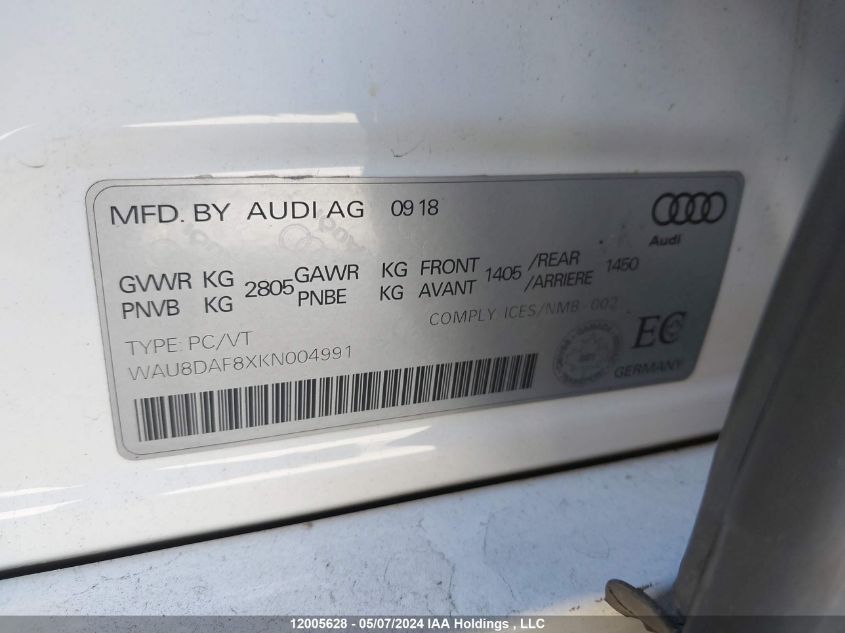 MFD. BY AUDI AG 09 18
Audi
GVWR KG 2805 GAWR KG FRONT 1405 /REAR 1450
PNVB KG PNBE KG AVANT /ARRIERE
COMPLY ICES/NMB-002
TYPE: PC/VT
WAU8DAF8XKN004991
CANADA
EC
GERMANY
12005628 - 05/07/2024 IAA Holdings , LLC